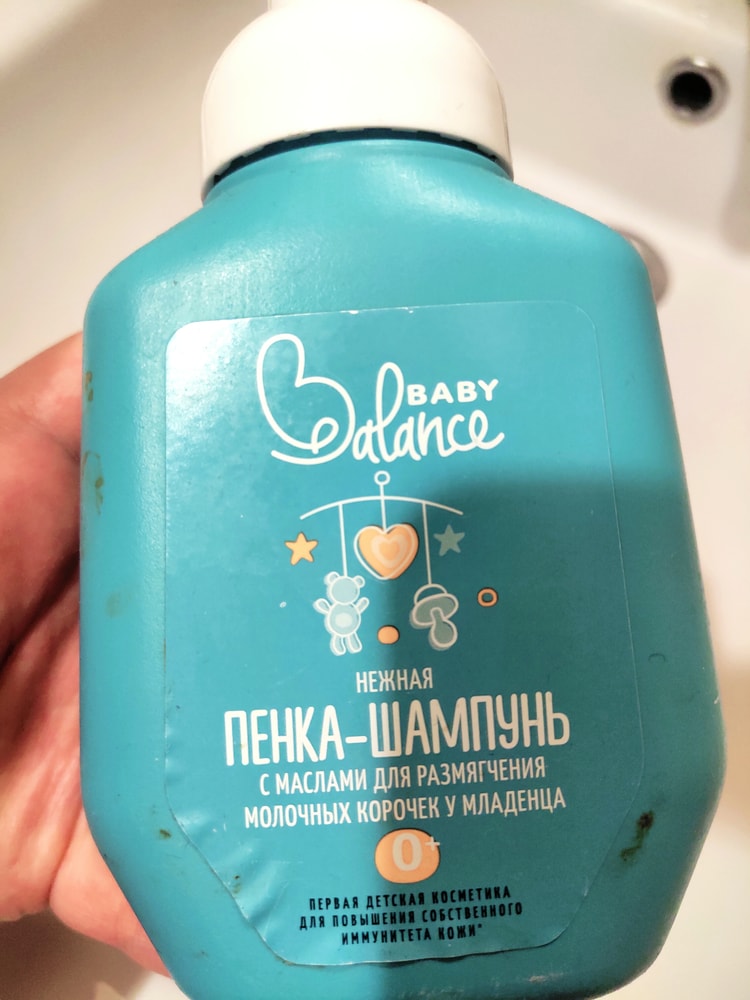 BABY
Balance
НЕЖНАЯ
ПЕНКА-ШАМПУНЬ
С МАСЛАМИ ДЛЯ РАЗМЯГЧЕНИЯ
МОЛОЧНЫХ КОРОЧЕК У МЛАДЕНЦА
0+
ПЕРВАЯ ДЕТСКАЯ КОСМЕТИКА
ДЛЯ ПОВЫШЕНИЯ СОБСТВЕННОГО
ИММУНИТЕТА КОЖИ*